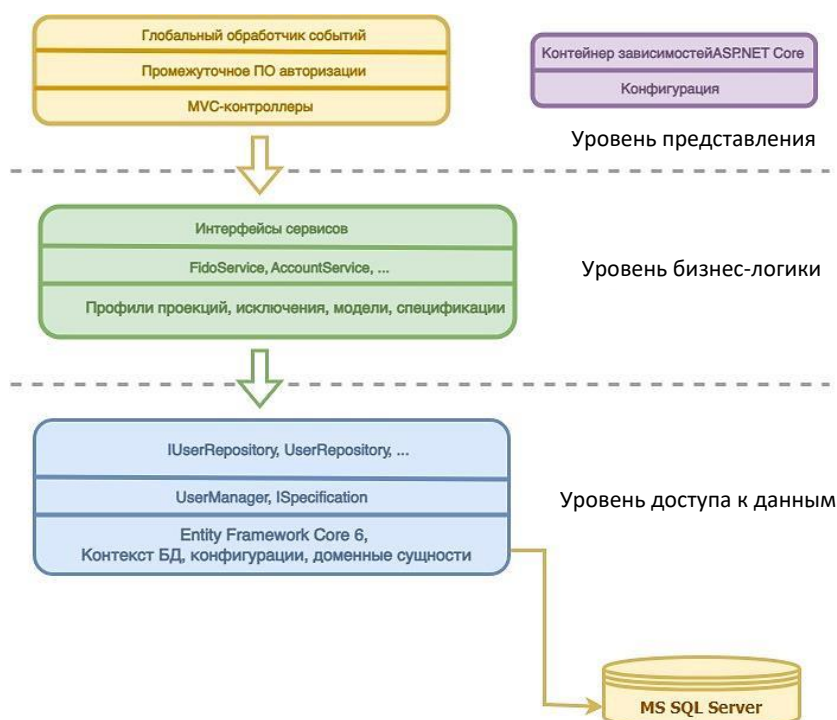 Глобальный обработчик событий
Промежуточное ПО авторизации
MVC-контроллеры
Контейнер зависимостейASP.NET Core
Конфигурация
Уровень представления
Интерфейсы сервисов
FidoService, AccountService, ...
Профили проекций, исключения, модели, спецификации
Уровень бизнес-логики
IUserRepository, UserRepository, ...
UserManager, ISpecification
Entity Framework Core 6,
Контекст БД, конфигурации, доменные сущности
Уровень доступа к данным
MS SQL Server